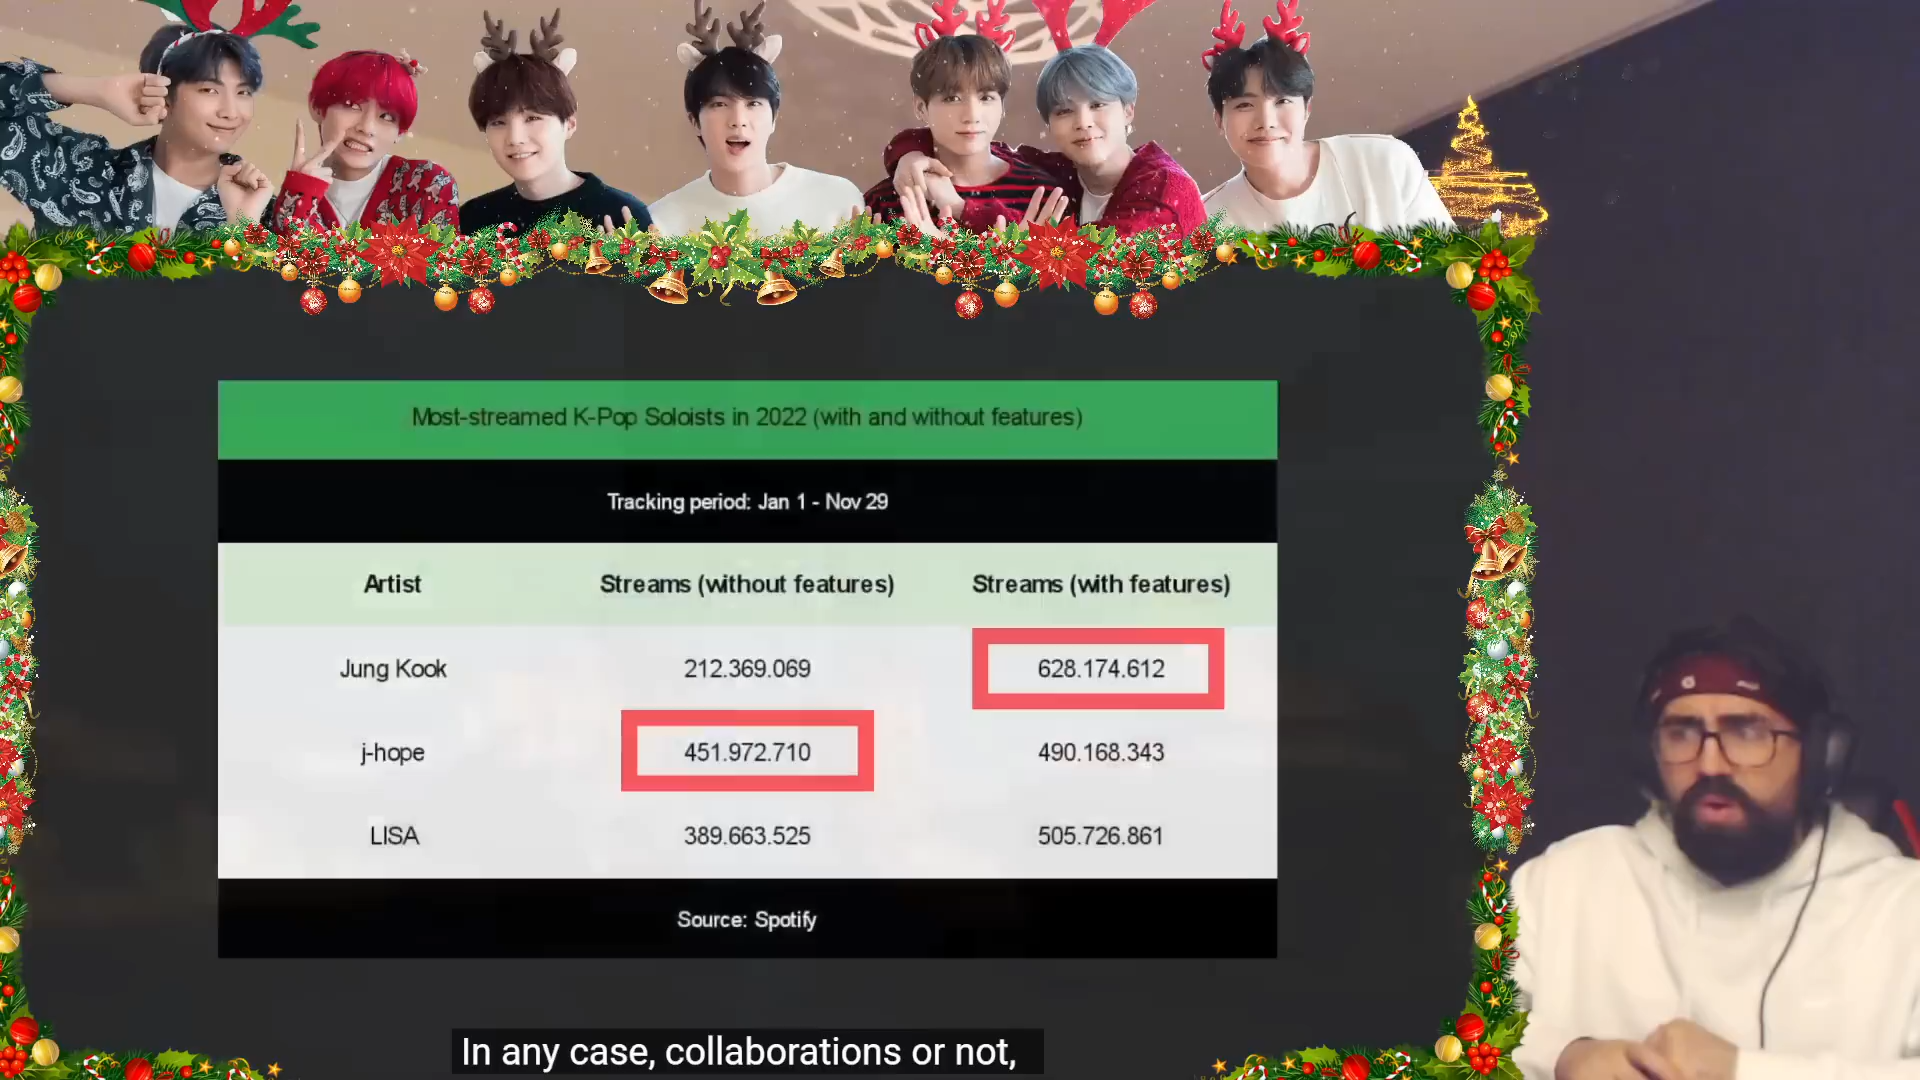 Most-streamed K-Pop Soloists in 2022 (with and without features)
Tracking period: Jan 1 - Nov 29
Artist Streams (without features) Streams (with features)
Jung Kook 212.369.069 628.174.612
j-hope 451.972.710 490.168.343
LISA 389.663.525 505.726.861
Source: Spotify
In any case, collaborations or not,